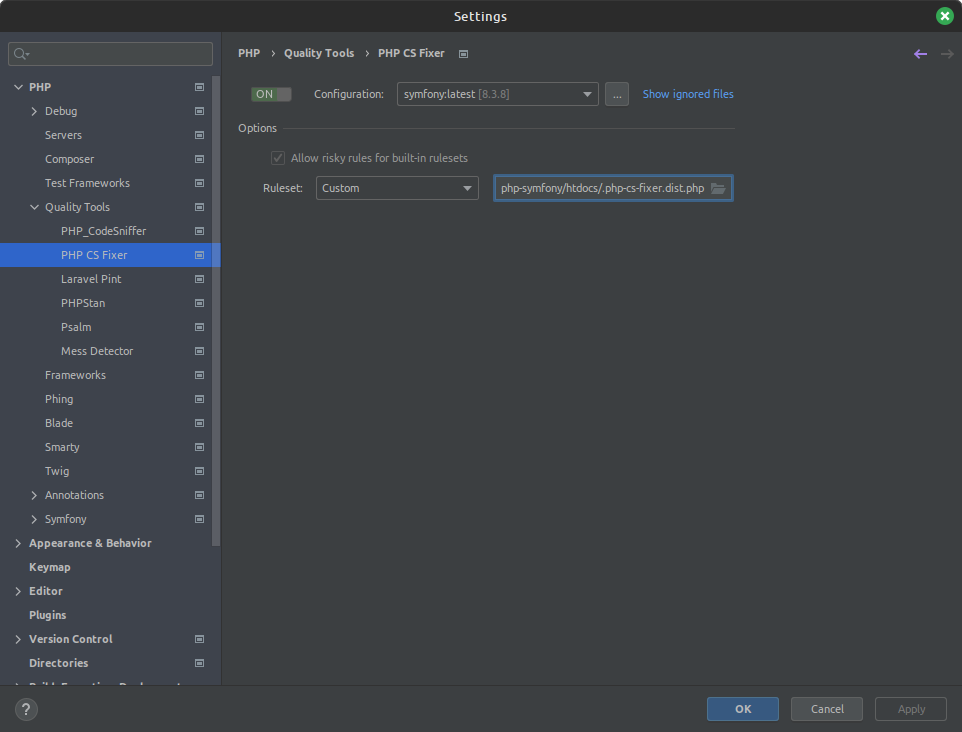 Settings
PHP › Quality Tools › PHP CS Fixer
PHP
Debug
Servers
Composer
Test Frameworks
Quality Tools
PHP_CodeSniffer
PHP CS Fixer
Laravel Pint
PHPStan
Psalm
Mess Detector
Frameworks
Phing
Blade
Smarty
Twig
Annotations
Symfony
Appearance & Behavior
Keymap
Editor
Plugins
Version Control
Directories
ON Configuration: symfony:latest [8.3.8] ... Show ignored files
Options
Allow risky rules for built-in rulesets
Ruleset: Custom php-symfony/htdocs/.php-cs-fixer.dist.php
? OK Cancel Apply